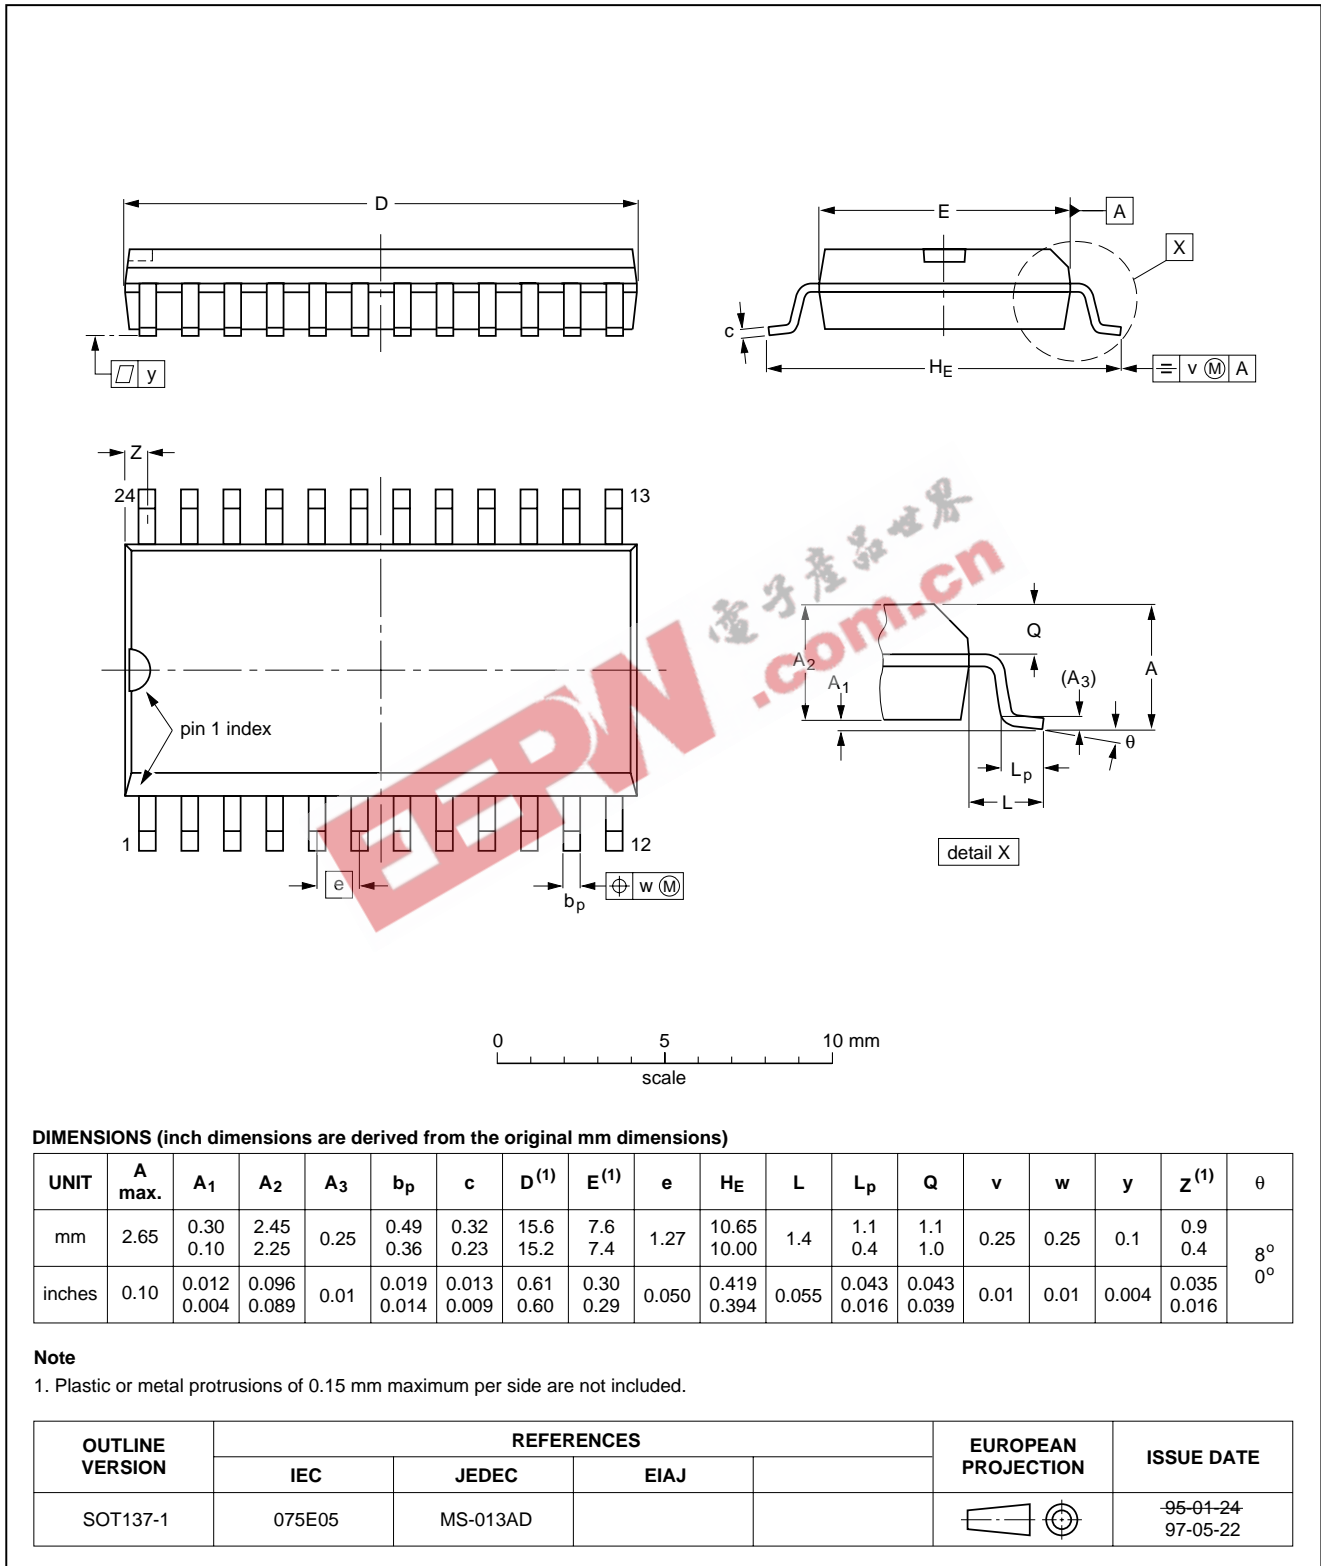 D
E
A
X
c
HE
y
v M A
Z
24
13
pin 1 index
1
12
e
bp
w M
Q
A2
A1
(A3)
A
θ
Lp
L
detail X
電子產品世界
EEPW.com.cn
0 5 10 mm
scale
DIMENSIONS (inch dimensions are derived from the original mm dimensions)
UNIT A max. A1 A2 A3 bp c D(1) E(1) e HE L Lp Q v w y Z(1) θ
mm 2.65 0.30 0.10 2.45 2.25 0.25 0.49 0.36 0.32 0.23 15.6 15.2 7.6 7.4 1.27 10.65 10.00 1.4 1.1 0.4 1.1 1.0 0.25 0.25 0.1 0.9 0.4 8° 0°
inches 0.10 0.012 0.004 0.096 0.089 0.01 0.019 0.014 0.013 0.009 0.61 0.60 0.30 0.29 0.050 0.419 0.394 0.055 0.043 0.016 0.043 0.039 0.01 0.01 0.004 0.035 0.016
Note
1. Plastic or metal protrusions of 0.15 mm maximum per side are not included.
OUTLINE VERSION REFERENCES EUROPEAN PROJECTION ISSUE DATE
IEC JEDEC EIAJ
SOT137-1 075E05 MS-013AD 95-01-24
97-05-22